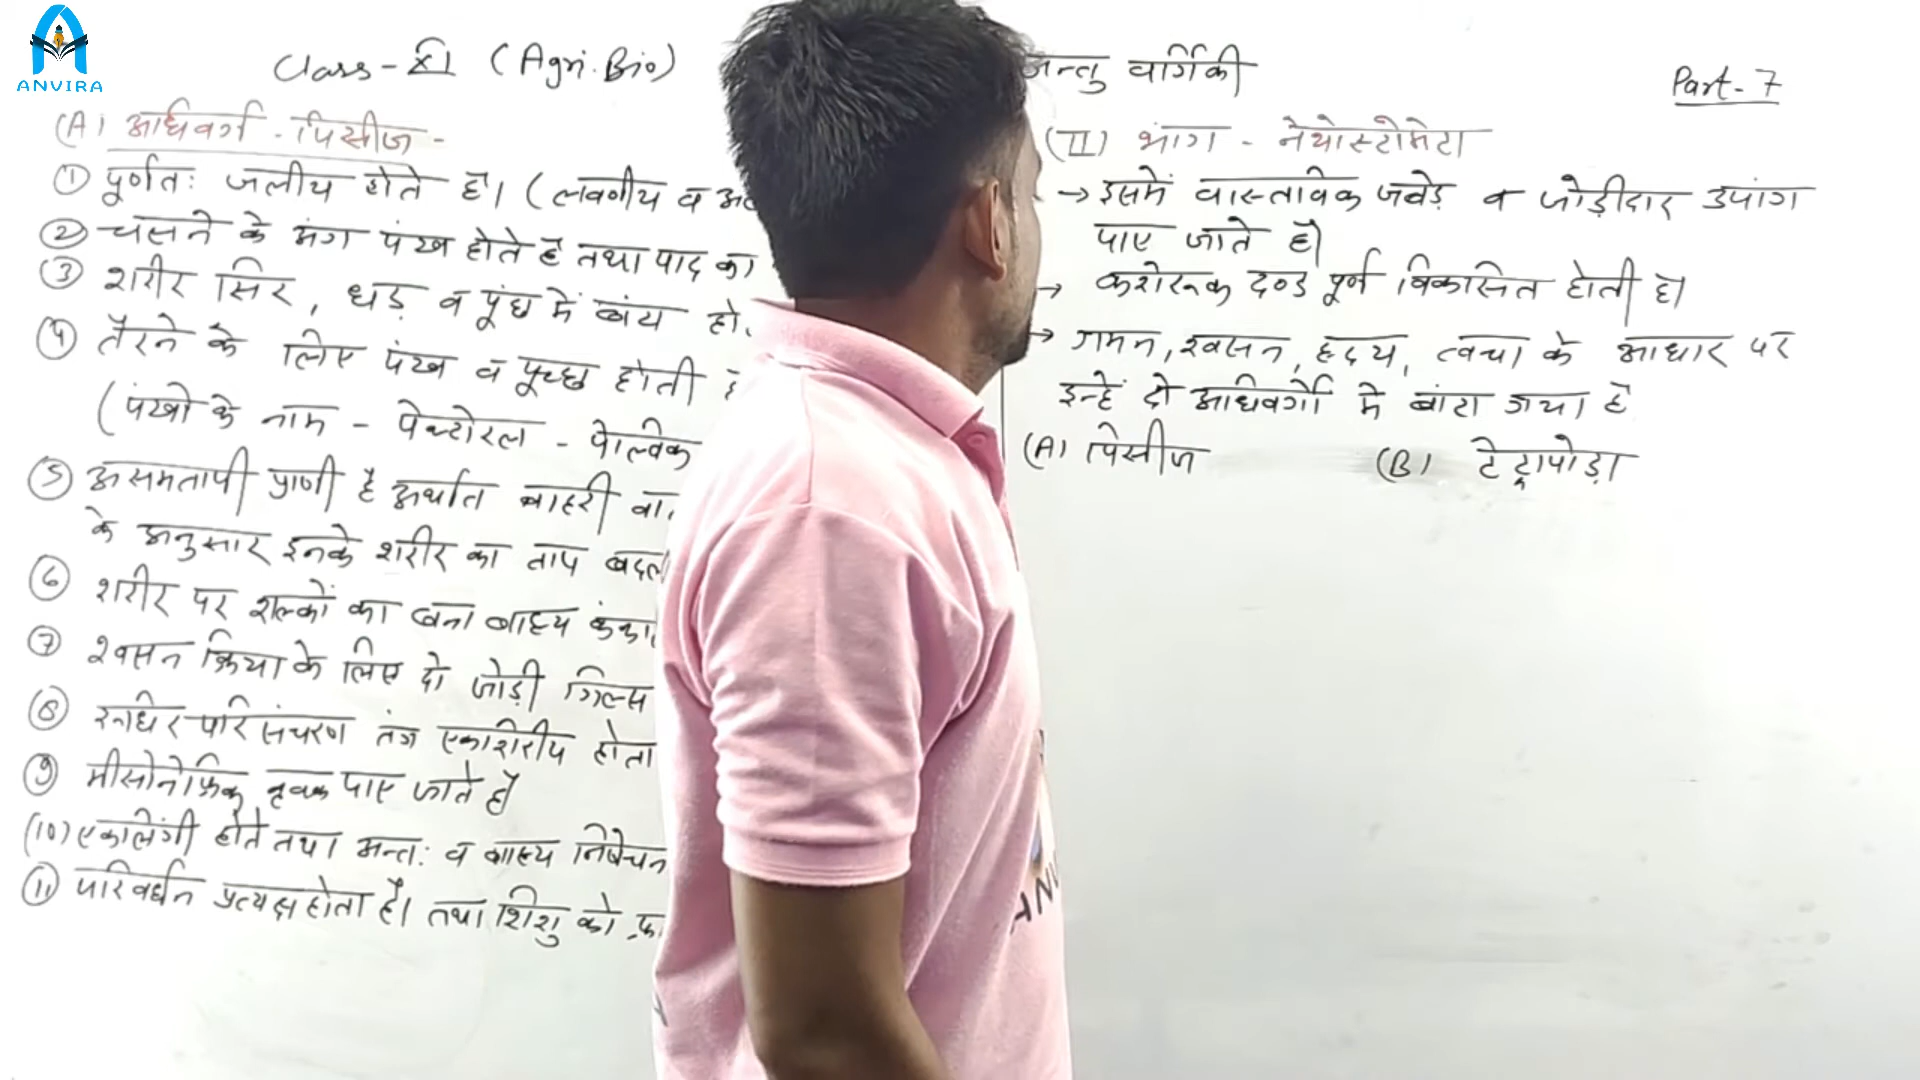 ANVIRA
Class - XI (Agri. Bio)
जन्तु वर्गिकी
Part - 7
(A) अधिवर्ग - पिसीज -
① पूर्णतः जलीय होते है। (लवणीय व
② चलने के अंग पंख होते है तथा पाद का
③ शरीर सिर, धड़ व पूंछ में बंटा हो
④ तैरने के लिए पंख व पूच्छ होती
(पंखो के नाम - पेक्टोरल - पेल्विक
⑤ असमतापी प्राणी है अर्थात बाहरी
के अनुसार इनके शरीर का ताप
⑥ शरीर पर शल्कों का बना बाह्य
⑦ श्वसन क्रिया के लिए दो जोड़ी गिल्स
⑧ रूधिर परिसंचरण तंत्र एकशिरीय होता
⑨ मीसोनेफ्रिक वृक्क पाए जाते है
(10) एकलिंगी होते तथा अन्त: व बाह्य निषेचन
⑪ परिवर्धन प्रत्यक्ष होता है। तथा शिशु को
(II) भाग - नेथोस्टोमेटा
→ इसमें वास्तविक जबड़े व जोड़ीदार उपांग
पाए जाते है।
→ कशेरूक दण्ड पूर्ण विकसित होती है।
→ गमन, श्वसन, हृदय, त्वचा के आधार पर
इन्हें दो अधिवर्गो मे बांटा गया है
(A) पिसीज (B) टेट्रापोड़ा